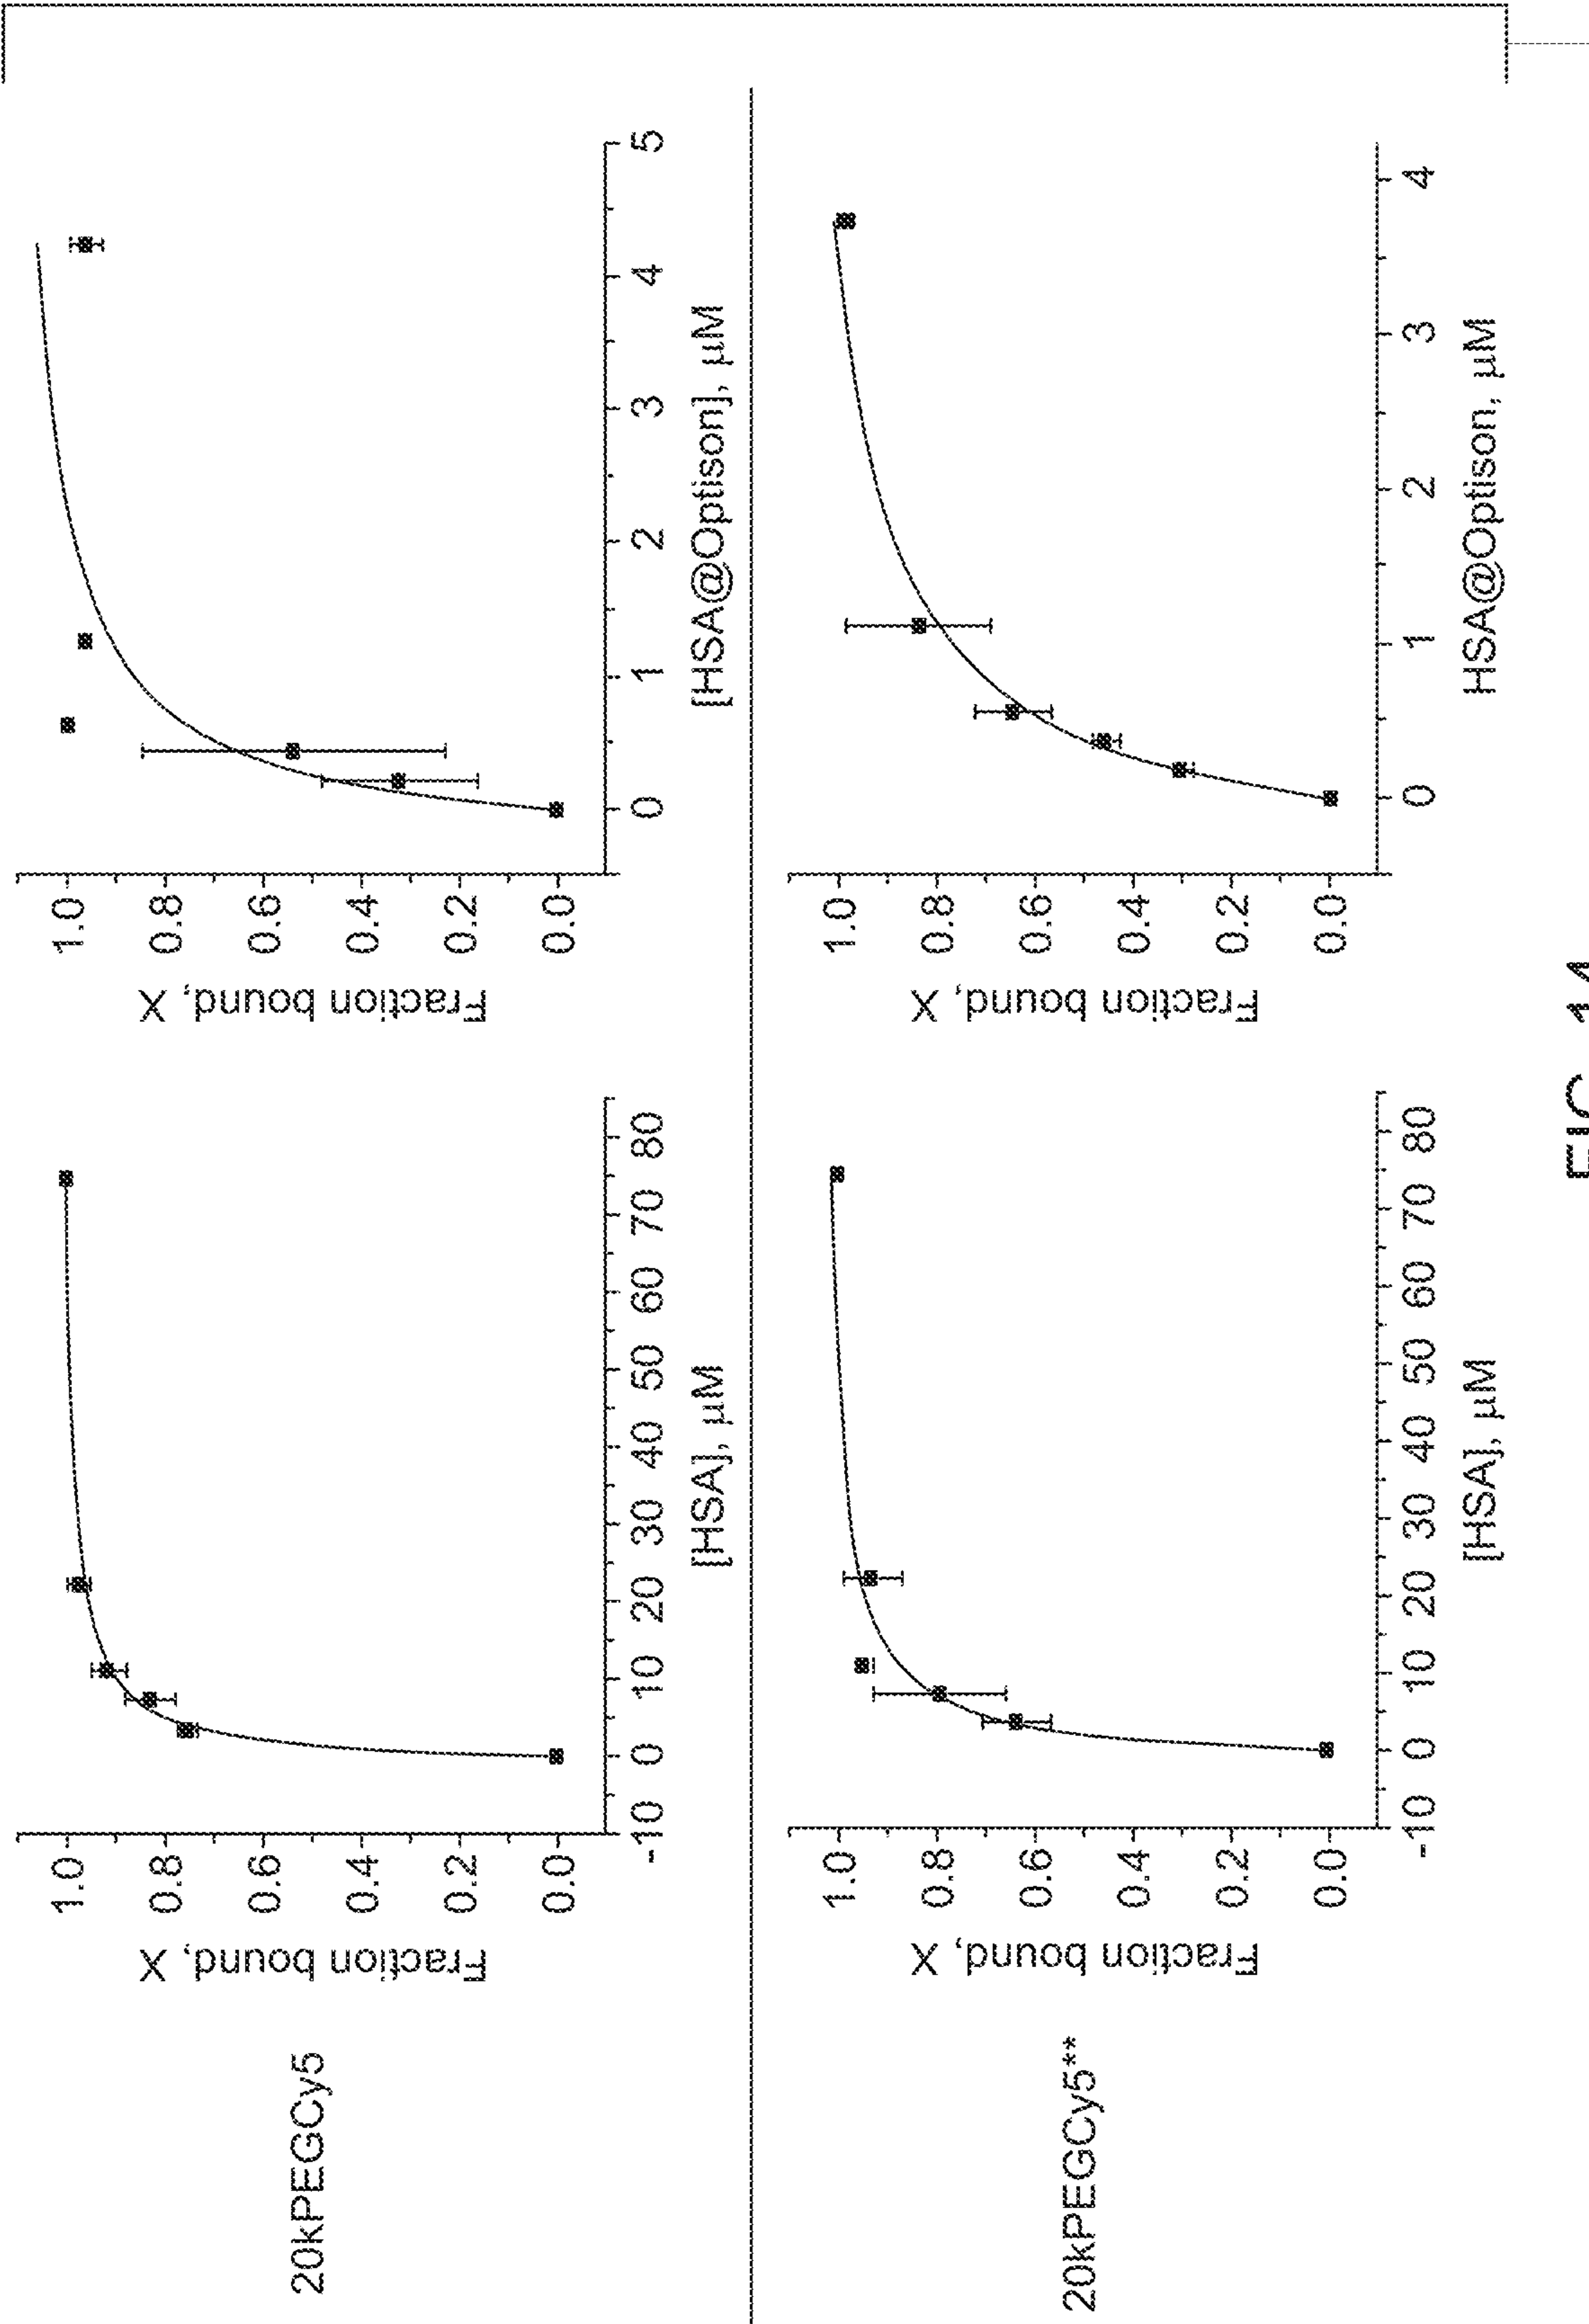 20kPEGCy5
Fraction bound, X
1.0
0.8
0.6
0.4
0.2
0.0
-10 0 10 20 30 40 50 60 70 80
[HSA], μM
Fraction bound, X
1.0
0.8
0.6
0.4
0.2
0.0
0 1 2 3 4 5
[HSA@Optison], μM
20kPEGCy5**
Fraction bound, X
1.0
0.8
0.6
0.4
0.2
0.0
-10 0 10 20 30 40 50 60 70 80
[HSA], μM
Fraction bound, X
1.0
0.8
0.6
0.4
0.2
0.0
0 1 2 3 4
HSA@Optison, μM